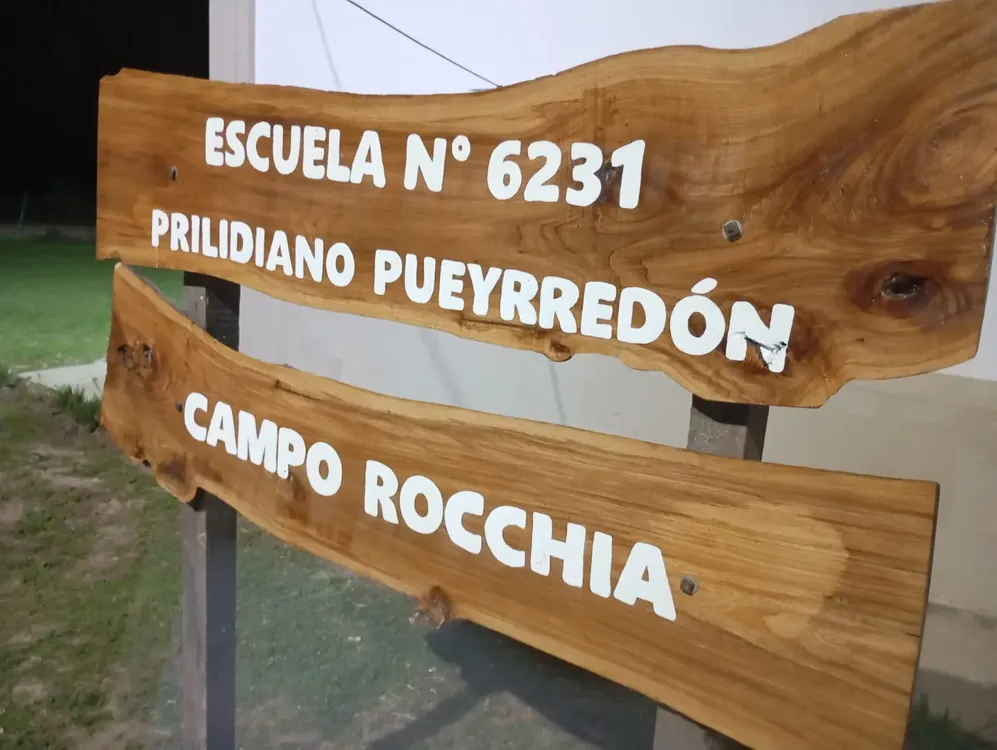 ESCUELA N° 6231
PRILIDIANO PUEYRREDÓN
CAMPO ROCCHIA